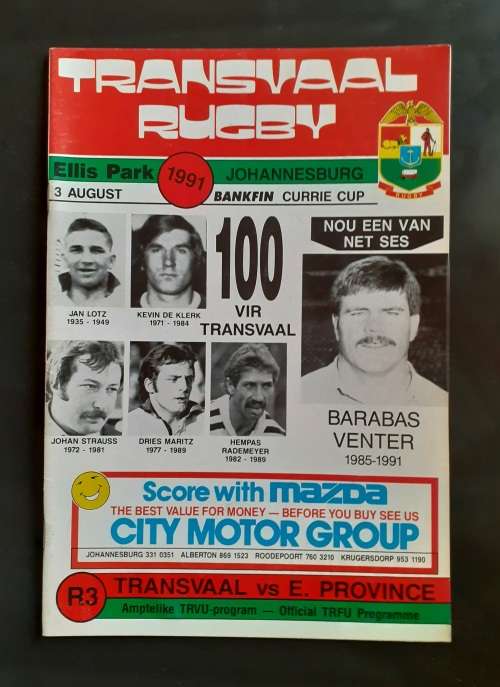 TRANSVAAL
RUGBY
RUGBY
Ellis Park
1991
JOHANNESBURG
3 AUGUST
BANKFIN CURRIE CUP
NOU EEN VAN
NET SES
100
VIR
TRANSVAAL
JAN LOTZ
1935 - 1949
KEVIN DE KLERK
1971 - 1984
JOHAN STRAUSS
1972 - 1981
DRIES MARITZ
1977 - 1989
HEMPAS
RADEMEYER
1982 - 1989
BARABAS
VENTER
1985-1991
Score with mazda
THE BEST VALUE FOR MONEY — BEFORE YOU BUY SEE US
CITY MOTOR GROUP
JOHANNESBURG 331 0351 ALBERTON 869 1523 ROODEPOORT 760 3210 KRUGERSDORP 953 1190
R3
TRANSVAAL vs E. PROVINCE
Amptelike TRVU-program — Official TRFU Programme